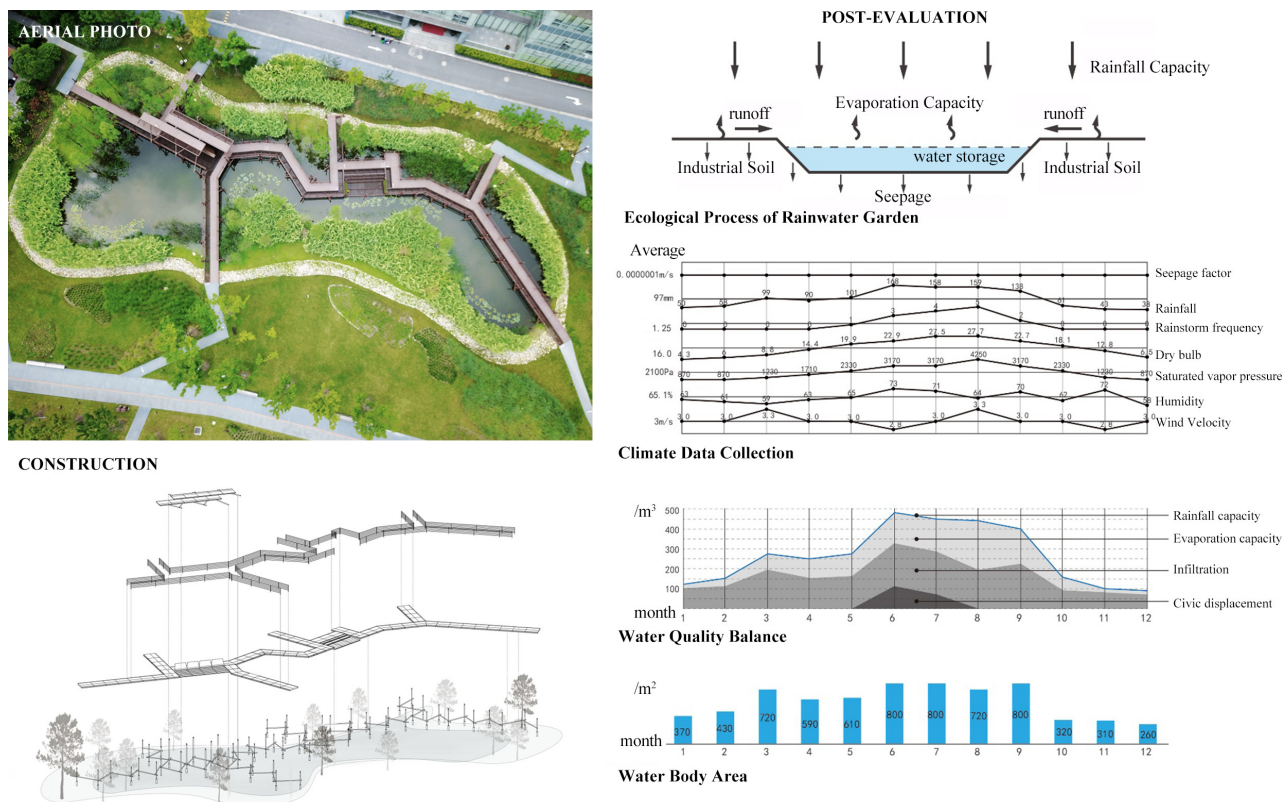 AERIAL PHOTO
POST-EVALUATION
Rainfall Capacity
Evaporation Capacity
runoff
runoff
water storage
Industrial Soil
Industrial Soil
Seepage
Ecological Process of Rainwater Garden
Average
0.0000001m/s
Seepage factor
168 158 159
50 58 99 90 101 138 61 43 38
97mm
Rainfall
1 3 4 5 2
1.25
Rainstorm frequency
4.3 6 8.8 14.4 19.9 22.9 27.5 27.7 22.7 18.1 12.8 6.5
16.0
Dry bulb
870 870 1230 1710 2330 3170 3170 4250 3170 2330 1230 870
2100Pa
Saturated vapor pressure
63 61 59 63 65 73 71 64 70 62 72 58
65.1%
Humidity
3.0 3.0 3.3 3.0 3.0 2.8 3.0 3.3 3.0 3.0 2.8 3.0
3m/s
Wind Velocity
Climate Data Collection
CONSTRUCTION
/m³
500
400
300
200
100
Rainfall capacity
Evaporation capacity
Infiltration
Civic displacement
month
1 2 3 4 5 6 7 8 9 10 11 12
Water Quality Balance
/m²
370 430 720 590 610 800 800 720 800 320 310 260
month
1 2 3 4 5 6 7 8 9 10 11 12
Water Body Area